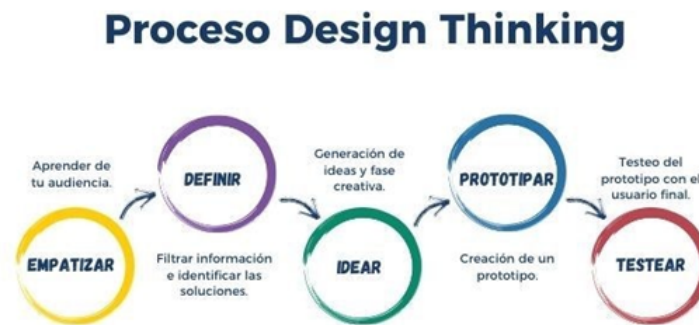 Proceso Design Thinking
Aprender de
tu audiencia.
EMPATIZAR
DEFINIR
Filtrar información
e identificar las
soluciones.
Generación de
ideas y fase
creativa.
IDEAR
PROTOTIPAR
Creación de un
prototipo.
Testeo del
prototipo con el
usuario final.
TESTEAR